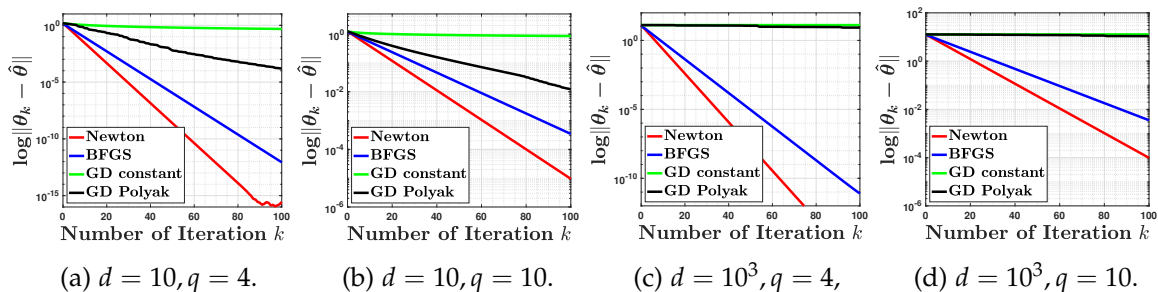 10^0
10^-5
10^-10
10^-15
log‖θ_k − θ̂‖
Newton
BFGS
GD constant
GD Polyak
0 20 40 60 80 100
Number of Iteration k
(a) d = 10, q = 4.
10^0
10^-2
10^-4
10^-6
log‖θ_k − θ̂‖
Newton
BFGS
GD constant
GD Polyak
0 20 40 60 80 100
Number of Iteration k
(b) d = 10, q = 10.
10^0
10^-5
10^-10
log‖θ_k − θ̂‖
Newton
BFGS
GD constant
GD Polyak
0 20 40 60 80 100
Number of Iteration k
(c) d = 10^3, q = 4,
10^2
10^0
10^-2
10^-4
10^-6
log‖θ_k − θ̂‖
Newton
BFGS
GD constant
GD Polyak
0 20 40 60 80 100
Number of Iteration k
(d) d = 10^3, q = 10.